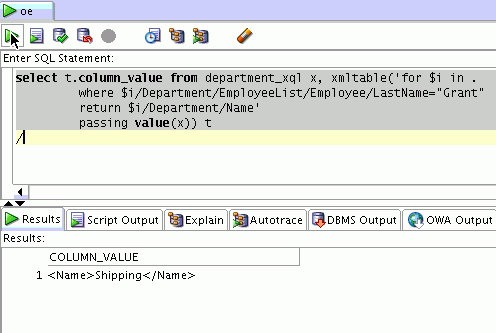 oe
Enter SQL Statement:
select t.column_value from department_xql x, xmltable('for $i in .
where $i/Department/EmployeeList/Employee/LastName="Grant"
return $i/Department/Name'
passing value(x)) t
/
Results Script Output Explain Autotrace DBMS Output OWA Output
Results:
COLUMN_VALUE
1 <Name>Shipping</Name>